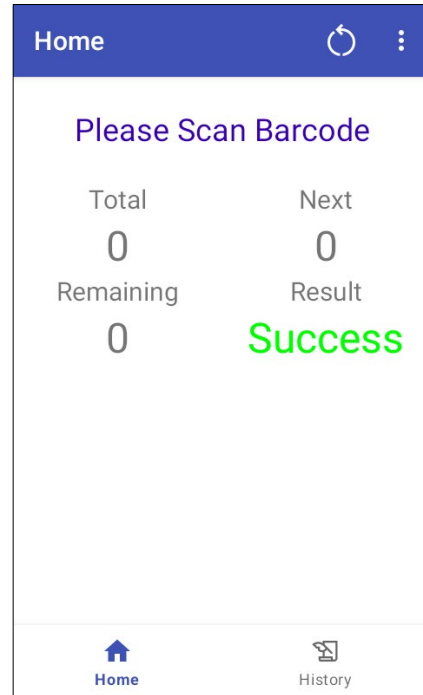 Home
Please Scan Barcode
Total Next
0 0
Remaining Result
0 Success
Home History